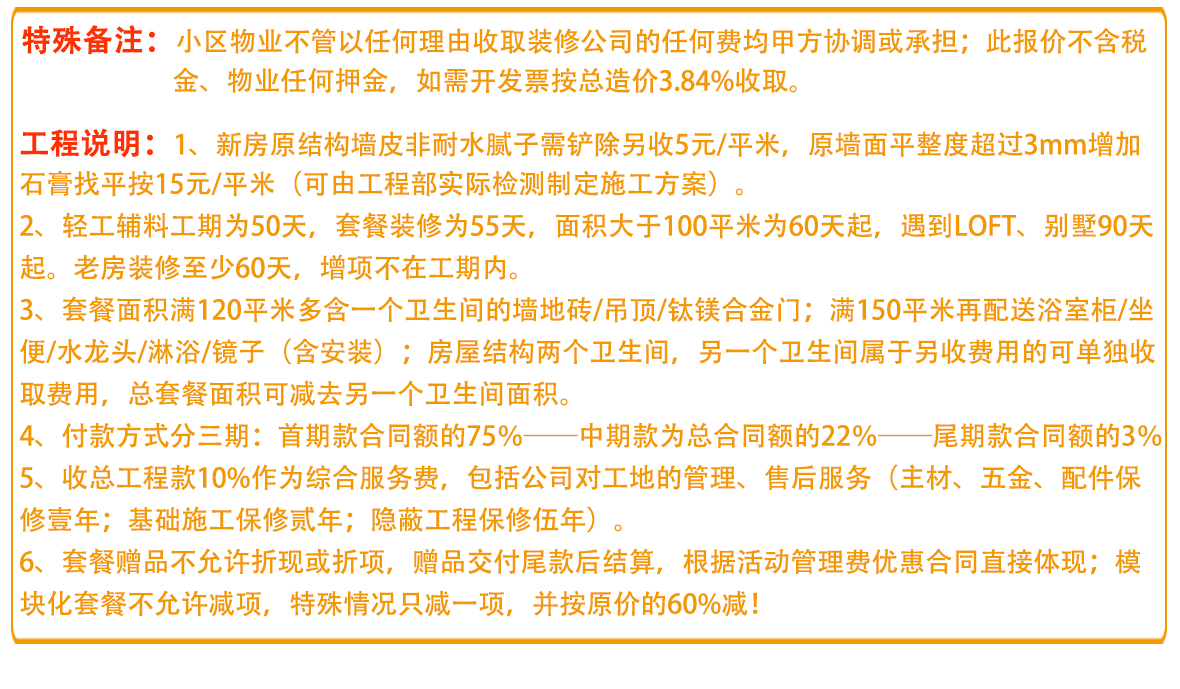 特殊备注：小区物业不管以任何理由收取装修公司的任何费均甲方协调或承担；此报价不含税
金、物业任何押金，如需开发票按总造价3.84%收取。
工程说明：1、新房原结构墙皮非耐水腻子需铲除另收5元/平米，原墙面平整度超过3mm增加
石膏找平按15元/平米（可由工程部实际检测制定施工方案）。
2、轻工辅料工期为50天，套餐装修为55天，面积大于100平米为60天起，遇到LOFT、别墅90天
起。老房装修至少60天，增项不在工期内。
3、套餐面积满120平米多含一个卫生间的墙地砖/吊顶/钛镁合金门；满150平米再配送浴室柜/坐
便/水龙头/淋浴/镜子（含安装）；房屋结构两个卫生间，另一个卫生间属于另收费用的可单独收
取费用，总套餐面积可减去另一个卫生间面积。
4、付款方式分三期：首期款合同额的75%——中期款为总合同额的22%——尾期款合同额的3%
5、收总工程款10%作为综合服务费，包括公司对工地的管理、售后服务（主材、五金、配件保
修壹年；基础施工保修贰年；隐蔽工程保修伍年）。
6、套餐赠品不允许折现或折项，赠品交付尾款后结算，根据活动管理费优惠合同直接体现；模
块化套餐不允许减项，特殊情况只减一项，并按原价的60%减！